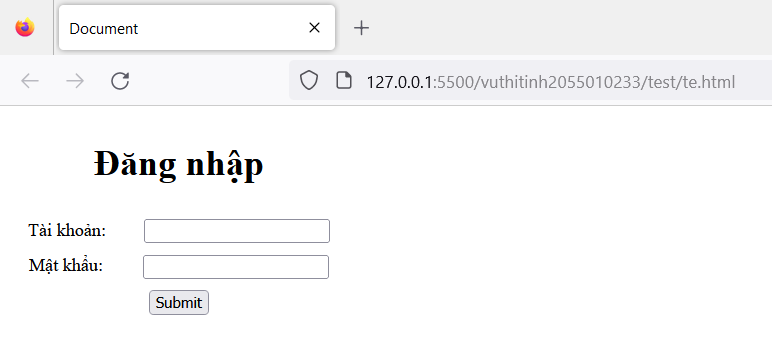 Document
127.0.0.1:5500/vuthitinh2055010233/test/te.html
Đăng nhập
Tài khoản:
Mật khẩu:
Submit